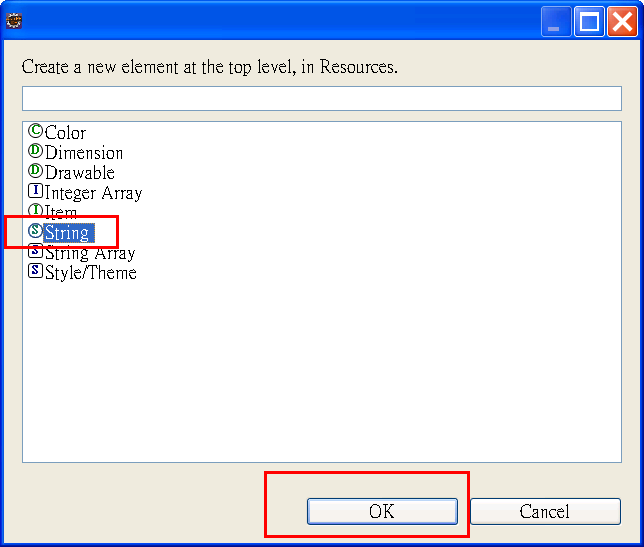 Create a new element at the top level, in Resources.
C Color
D Dimension
D Drawable
I Integer Array
I Item
S String
S String Array
S Style/Theme
OK Cancel